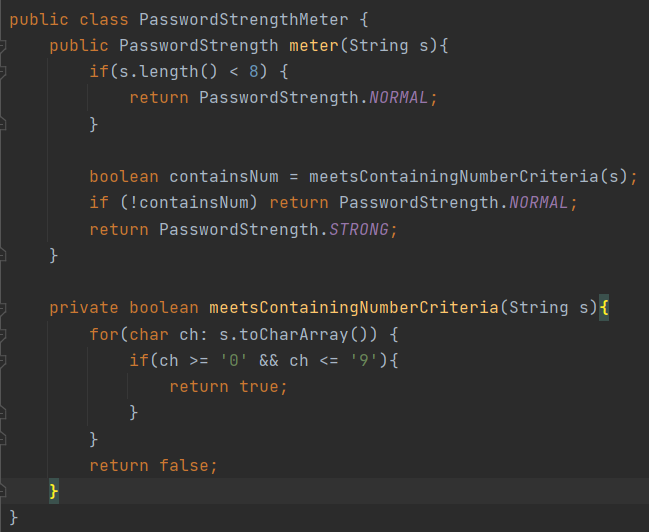 public class PasswordStrengthMeter {
    public PasswordStrength meter(String s){
        if(s.length() < 8) {
            return PasswordStrength.NORMAL;
        }

        boolean containsNum = meetsContainingNumberCriteria(s);
        if (!containsNum) return PasswordStrength.NORMAL;
        return PasswordStrength.STRONG;
    }

    private boolean meetsContainingNumberCriteria(String s){
        for(char ch: s.toCharArray()) {
            if(ch >= '0' && ch <= '9'){
                return true;
            }
        }
        return false;
    }
}